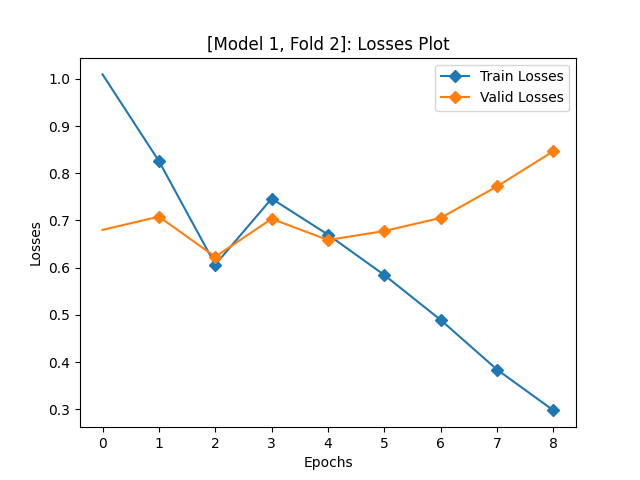 [Model 1, Fold 2]: Losses Plot
Train Losses
Valid Losses
1.0
0.9
0.8
0.7
0.6
0.5
0.4
0.3
Losses
0 1 2 3 4 5 6 7 8
Epochs